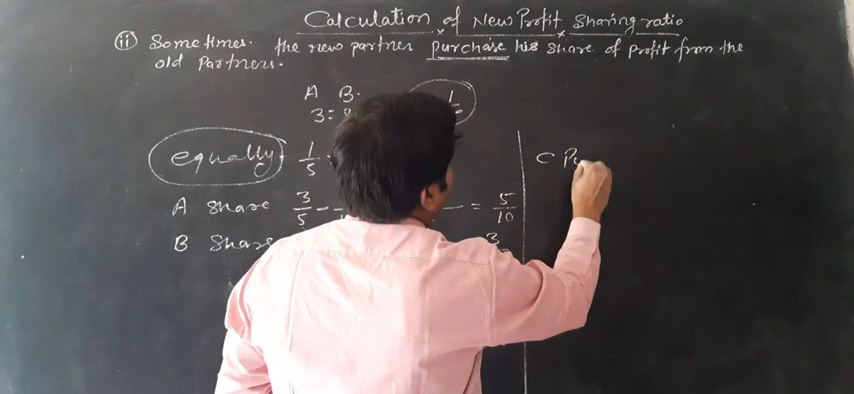 Calculation of New Profit Sharing ratio
(ii) Sometimes. the new partner purchase his share of profit from the
old Partners.
A B.
3:
equally. 1/5
A Share 3/5 - = 5/10
B Share 3
C Pu